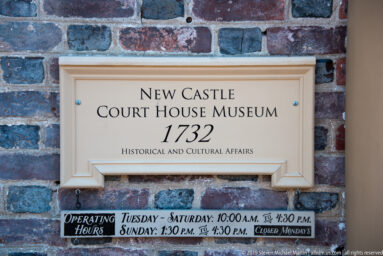 NEW CASTLE
COURT HOUSE MUSEUM
1732
HISTORICAL AND CULTURAL AFFAIRS
OPERATING HOURS
TUESDAY - SATURDAY: 10:00 A.M. TO 4:30 P.M.
SUNDAY: 1:30 P.M. TO 4:30 P.M. CLOSED MONDAYS